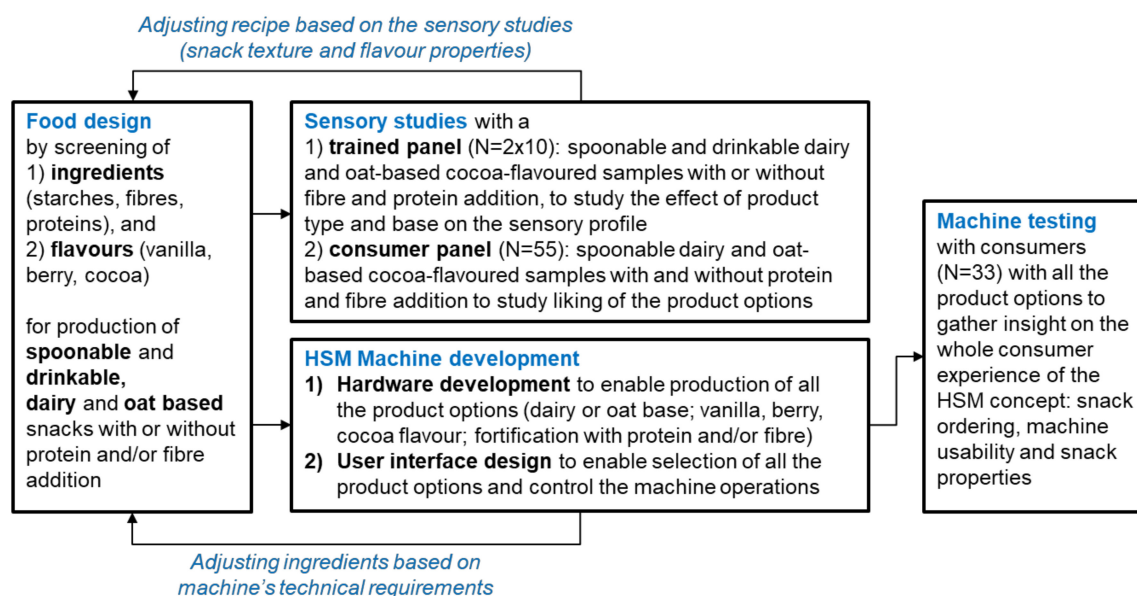 Adjusting recipe based on the sensory studies
(snack texture and flavour properties)
Food design
by screening of
1) ingredients
(starches, fibres,
proteins), and
2) flavours (vanilla,
berry, cocoa)
for production of
spoonable and
drinkable,
dairy and oat based
snacks with or without
protein and/or fibre
addition
Sensory studies with a
1) trained panel (N=2x10): spoonable and drinkable dairy
and oat-based cocoa-flavoured samples with or without
fibre and protein addition, to study the effect of product
type and base on the sensory profile
2) consumer panel (N=55): spoonable dairy and oat-
based cocoa-flavoured samples with and without protein
and fibre addition to study liking of the product options
HSM Machine development
1) Hardware development to enable production of all
the product options (dairy or oat base; vanilla, berry,
cocoa flavour; fortification with protein and/or fibre)
2) User interface design to enable selection of all the
product options and control the machine operations
Machine testing
with consumers
(N=33) with all the
product options to
gather insight on the
whole consumer
experience of the
HSM concept: snack
ordering, machine
usability and snack
properties
Adjusting ingredients based on
machine's technical requirements